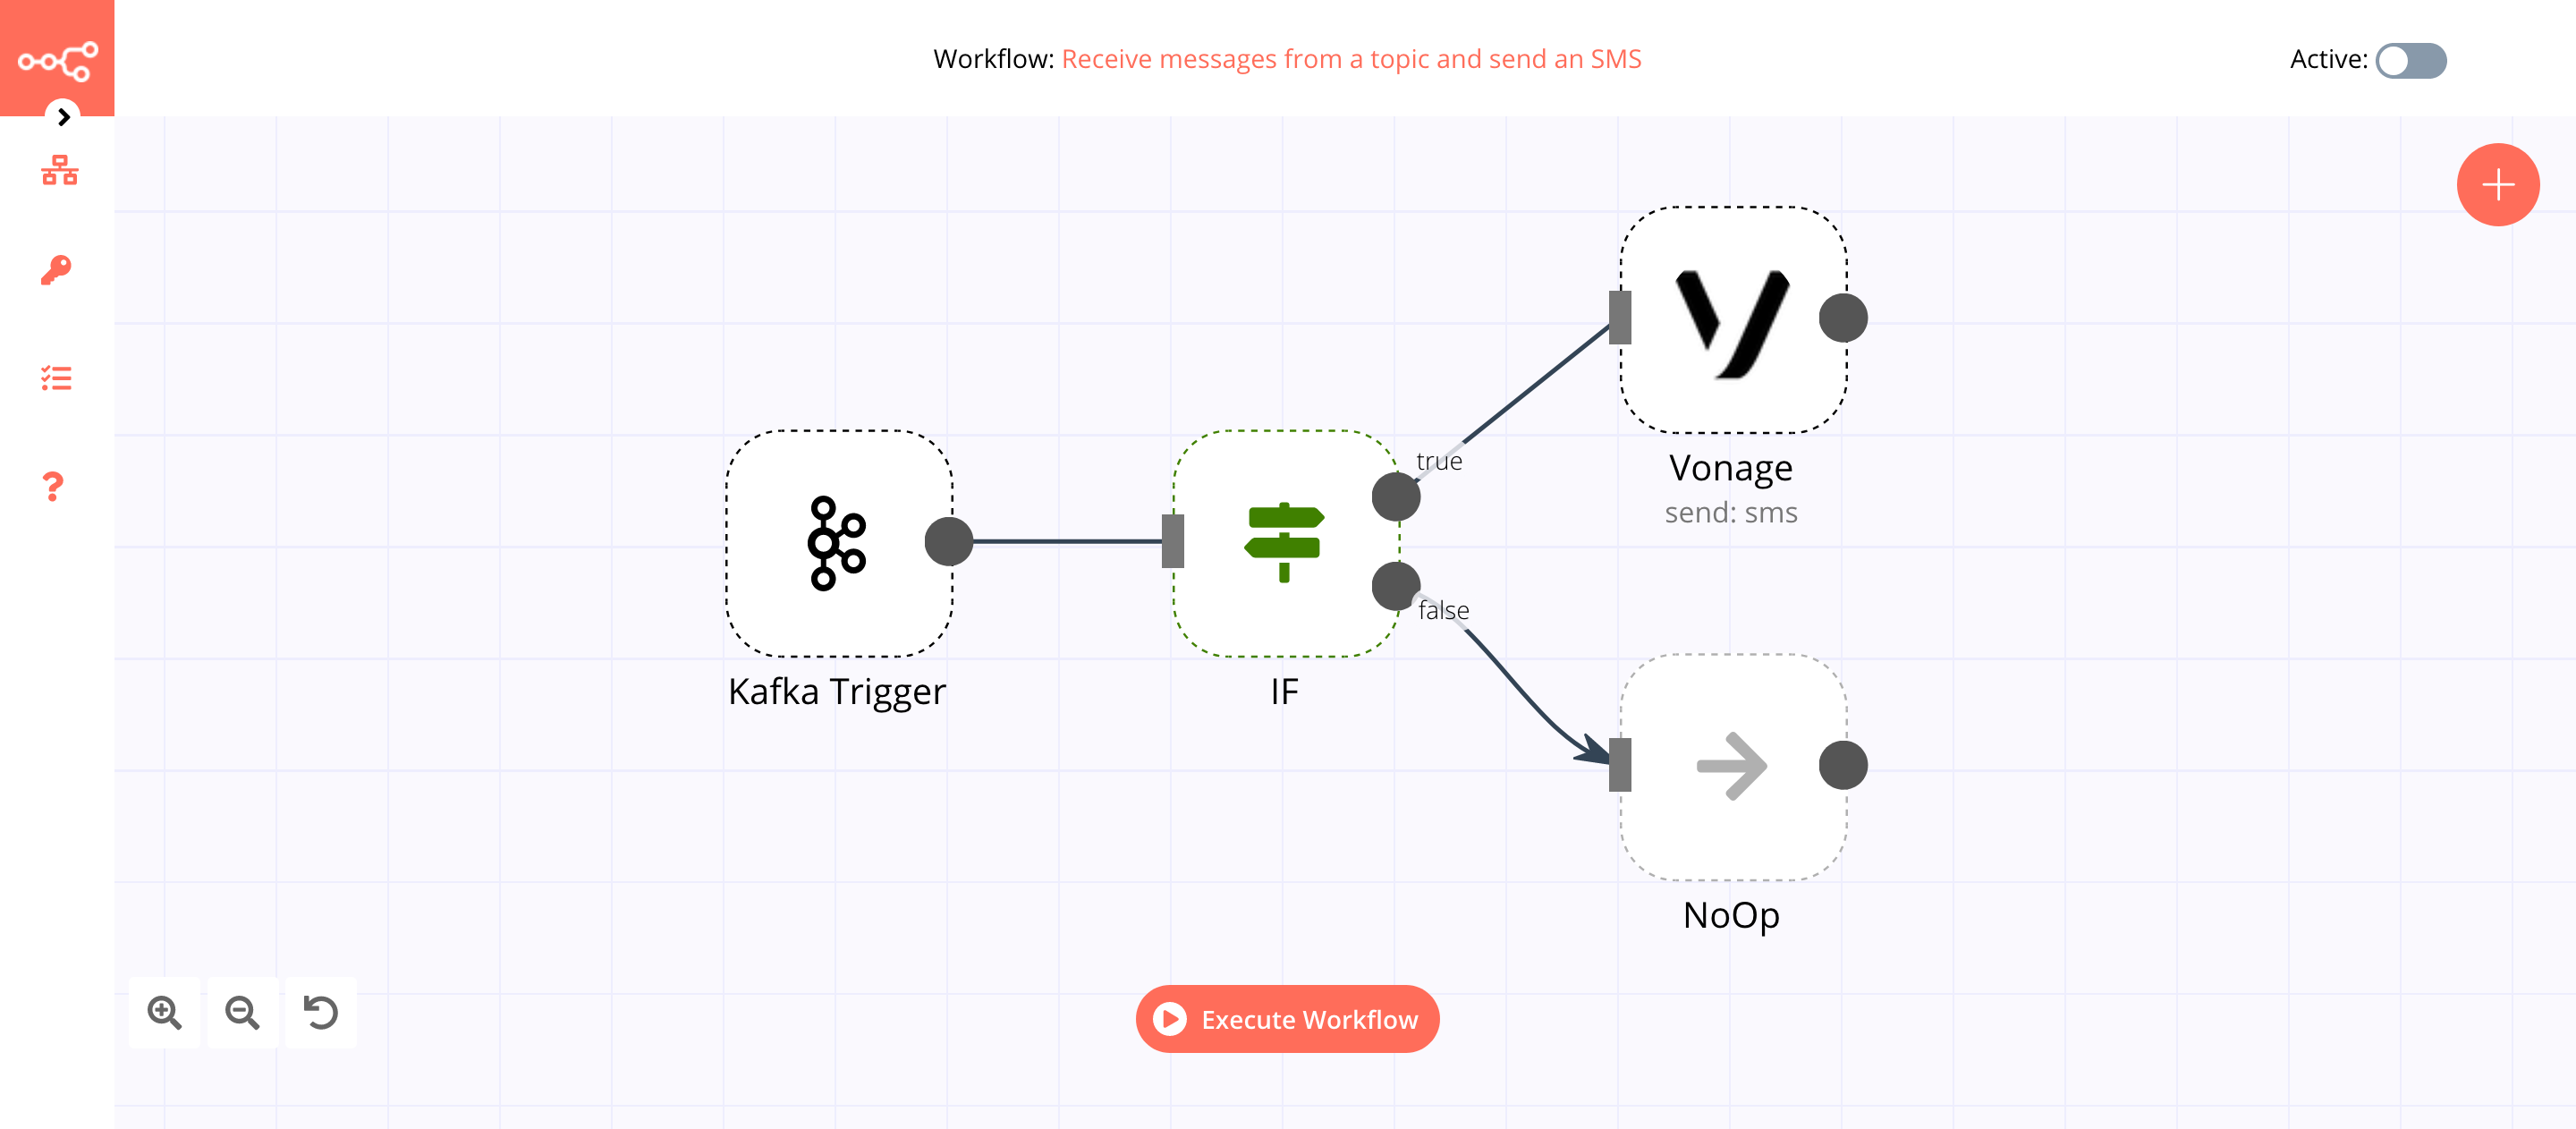 Workflow: Receive messages from a topic and send an SMS
Active:
true
Vonage
send: sms
false
Kafka Trigger
IF
NoOp
Execute Workflow